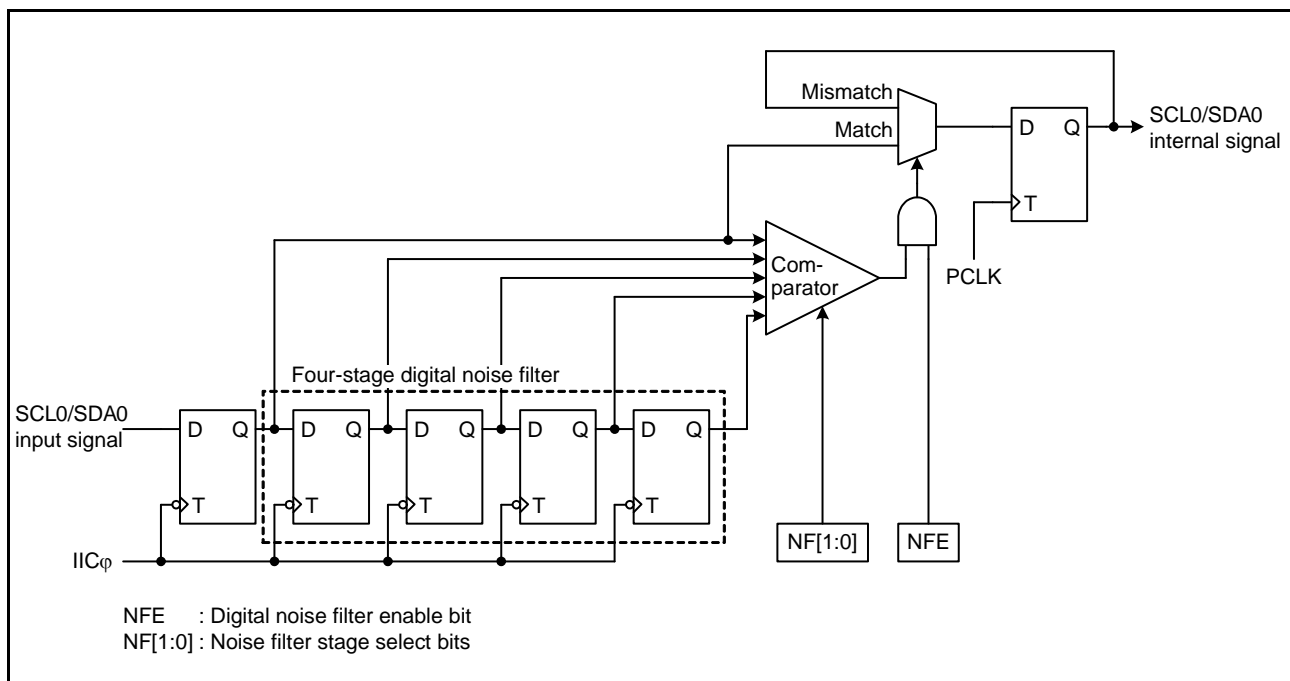 Mismatch
Match
D Q
T
SCL0/SDA0
internal signal
PCLK
Com-
parator
Four-stage digital noise filter
SCL0/SDA0
input signal
D Q
T
D Q
T
D Q
T
D Q
T
D Q
T
NF[1:0]
NFE
IICφ
NFE : Digital noise filter enable bit
NF[1:0] : Noise filter stage select bits